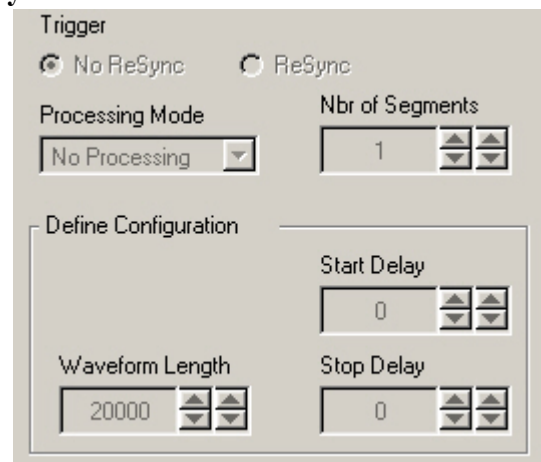 Trigger
No ReSync ReSync
Processing Mode
Nbr of Segments
No Processing
1
Define Configuration
Start Delay
0
Waveform Length
Stop Delay
20000
0